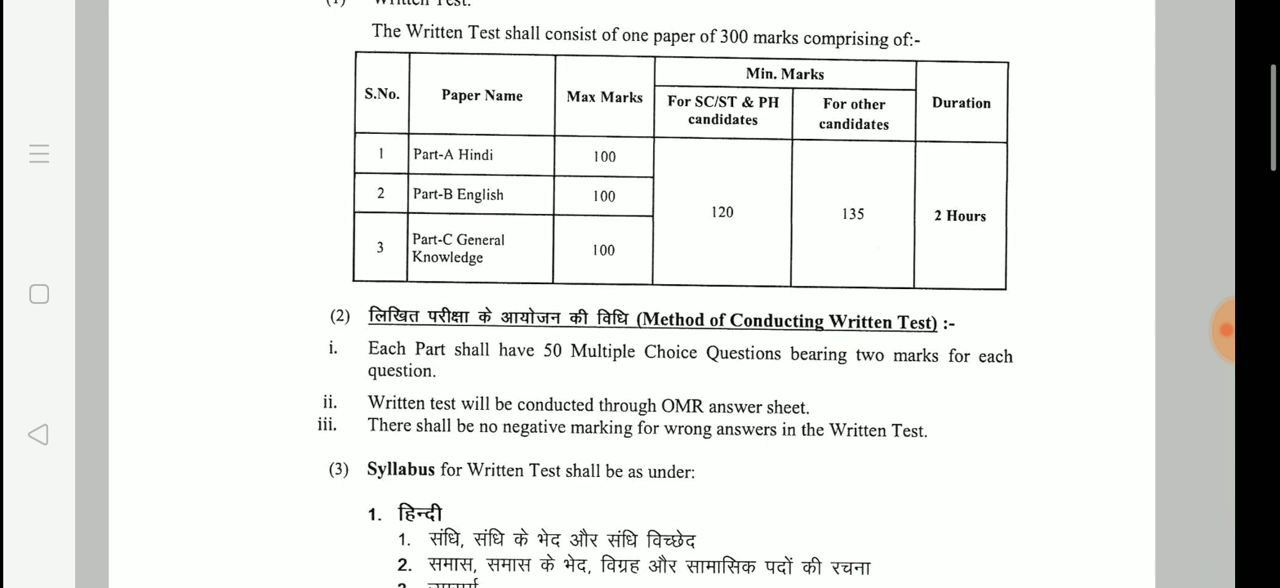 (1) Written Test:
The Written Test shall consist of one paper of 300 marks comprising of:-
S.No. Paper Name Max Marks Min. Marks Duration
For SC/ST & PH candidates For other candidates
1 Part-A Hindi 100 120 135 2 Hours
2 Part-B English 100
3 Part-C General Knowledge 100
(2) लिखित परीक्षा के आयोजन की विधि (Method of Conducting Written Test) :-
i. Each Part shall have 50 Multiple Choice Questions bearing two marks for each
question.
ii. Written test will be conducted through OMR answer sheet.
iii. There shall be no negative marking for wrong answers in the Written Test.
(3) Syllabus for Written Test shall be as under:
1. हिन्दी
1. संधि, संधि के भेद और संधि विच्छेद
2. समास, समास के भेद, विग्रह और सामासिक पदों की रचना